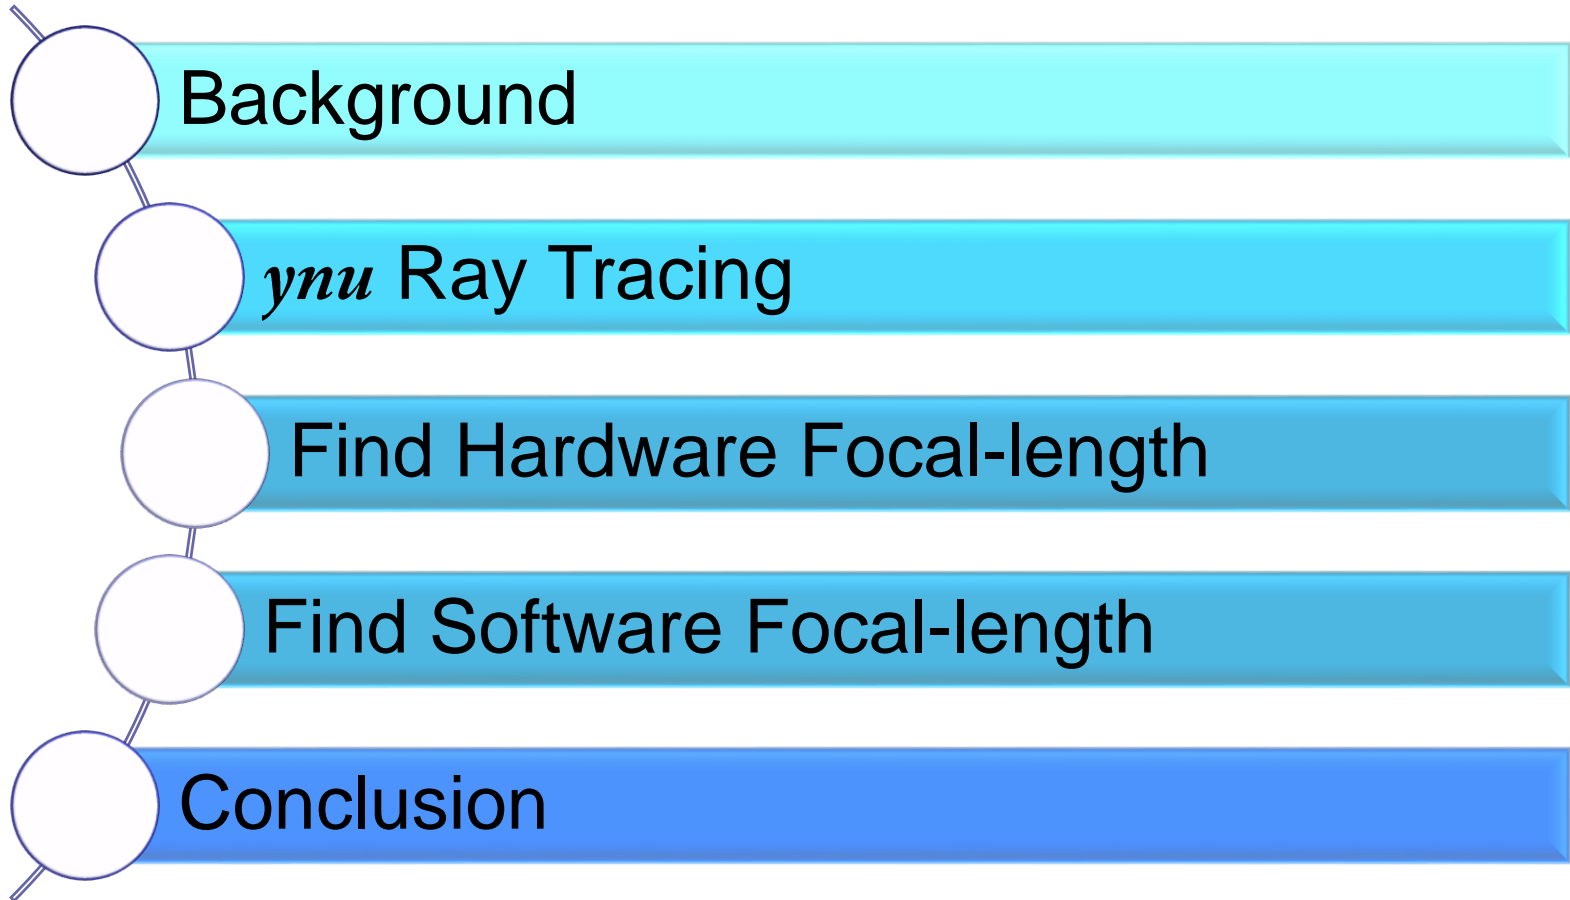 Background
ynu Ray Tracing
Find Hardware Focal-length
Find Software Focal-length
Conclusion